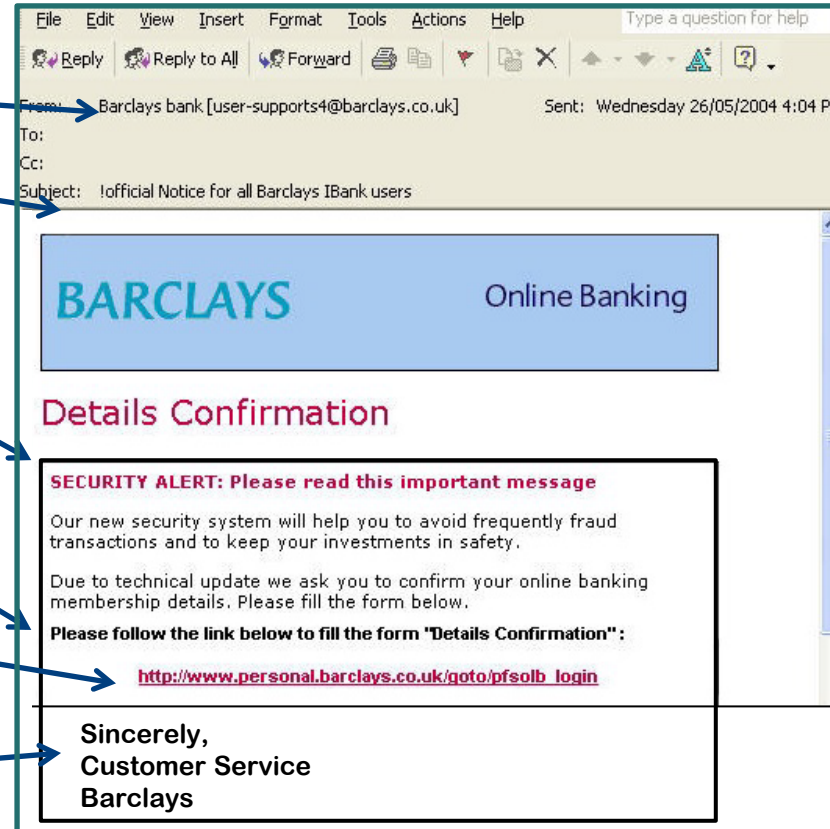 File Edit View Insert Format Tools Actions Help Type a question for help
Reply Reply to All Forward
From: Barclays bank [user-supports4@barclays.co.uk] Sent: Wednesday 26/05/2004 4:04 P
To:
Cc:
Subject: !official Notice for all Barclays IBank users
BARCLAYS Online Banking
Details Confirmation
SECURITY ALERT: Please read this important message
Our new security system will help you to avoid frequently fraud
transactions and to keep your investments in safety.
Due to technical update we ask you to confirm your online banking
membership details. Please fill the form below.
Please follow the link below to fill the form "Details Confirmation" :
http://www.personal.barclays.co.uk/goto/pfsolb_login
Sincerely,
Customer Service
Barclays